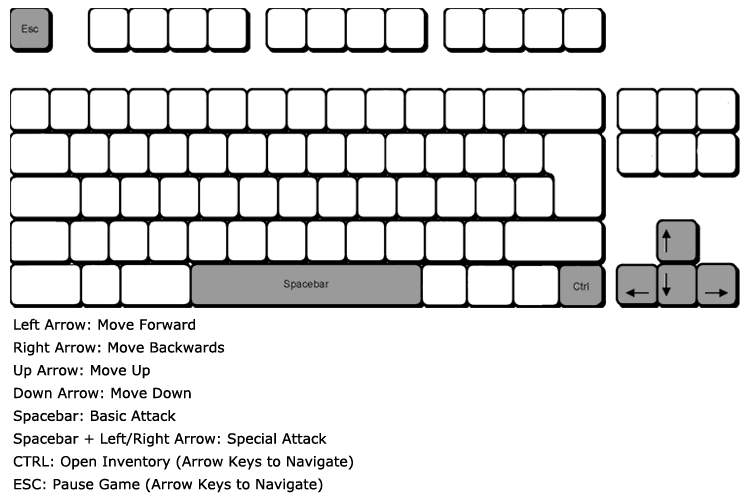 Esc
Spacebar
Ctrl
Left Arrow: Move Forward
Right Arrow: Move Backwards
Up Arrow: Move Up
Down Arrow: Move Down
Spacebar: Basic Attack
Spacebar + Left/Right Arrow: Special Attack
CTRL: Open Inventory (Arrow Keys to Navigate)
ESC: Pause Game (Arrow Keys to Navigate)